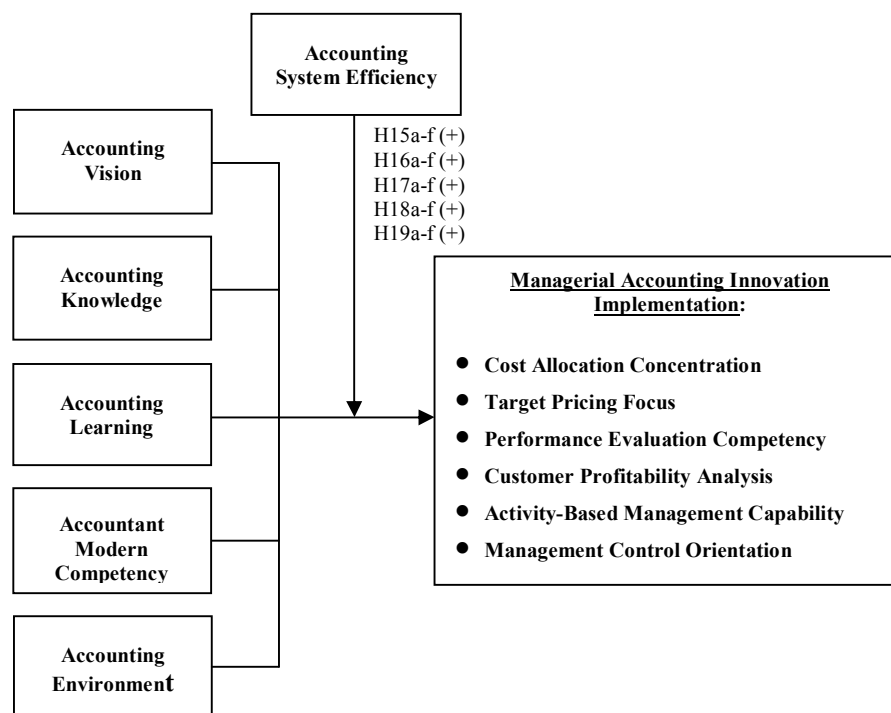 Accounting
System Efficiency
H15a-f (+)
H16a-f (+)
H17a-f (+)
H18a-f (+)
H19a-f (+)
Accounting
Vision
Accounting
Knowledge
Accounting
Learning
Accountant
Modern
Competency
Accounting
Environment
Managerial Accounting Innovation
Implementation:
● Cost Allocation Concentration
● Target Pricing Focus
● Performance Evaluation Competency
● Customer Profitability Analysis
● Activity-Based Management Capability
● Management Control Orientation